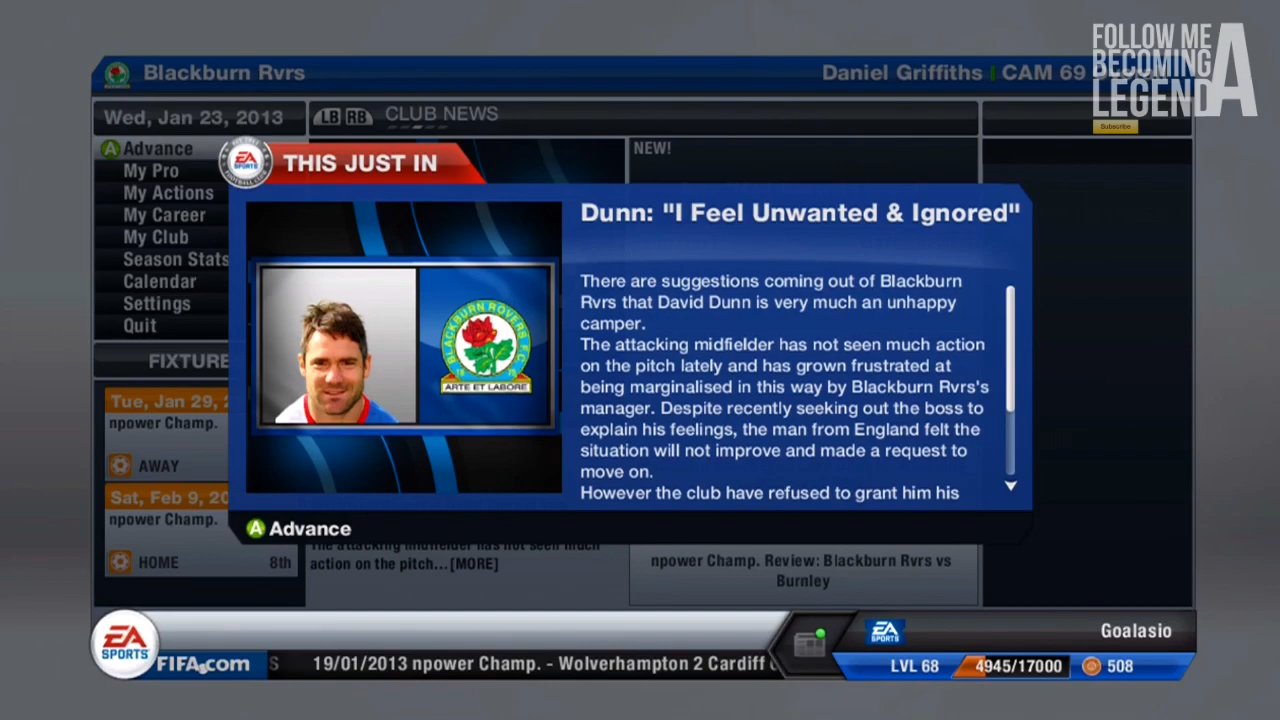 FOLLOW ME
BECOMING A
LEGEND
Subscribe
Blackburn Rvrs
Daniel Griffiths | CAM 69
Wed, Jan 23, 2013
LB RB CLUB NEWS
A Advance
My Pro
My Actions
My Career
My Club
Season Stats
Calendar
Settings
Quit
NEW!
EA SPORTS
THIS JUST IN
Dunn: "I Feel Unwanted & Ignored"
There are suggestions coming out of Blackburn
Rvrs that David Dunn is very much an unhappy
camper.
The attacking midfielder has not seen much action
on the pitch lately and has grown frustrated at
being marginalised in this way by Blackburn Rvrs's
manager. Despite recently seeking out the boss to
explain his feelings, the man from England felt the
situation will not improve and made a request to
move on.
However the club have refused to grant him his
BLACKBURN ROVERS F.C.
ARTE ET LABORE
A Advance
FIXTURE
Tue, Jan 29, 2
npower Champ.
AWAY
Sat, Feb 9, 20
npower Champ.
HOME 8th
The attacking midfielder has not seen much
action on the pitch...[MORE]
npower Champ. Review: Blackburn Rvrs vs
Burnley
EA SPORTS
FIFA.com
S 19/01/2013 npower Champ. - Wolverhampton 2 Cardiff
EA SPORTS
Goalasio
LVL 68 4945/17000 508